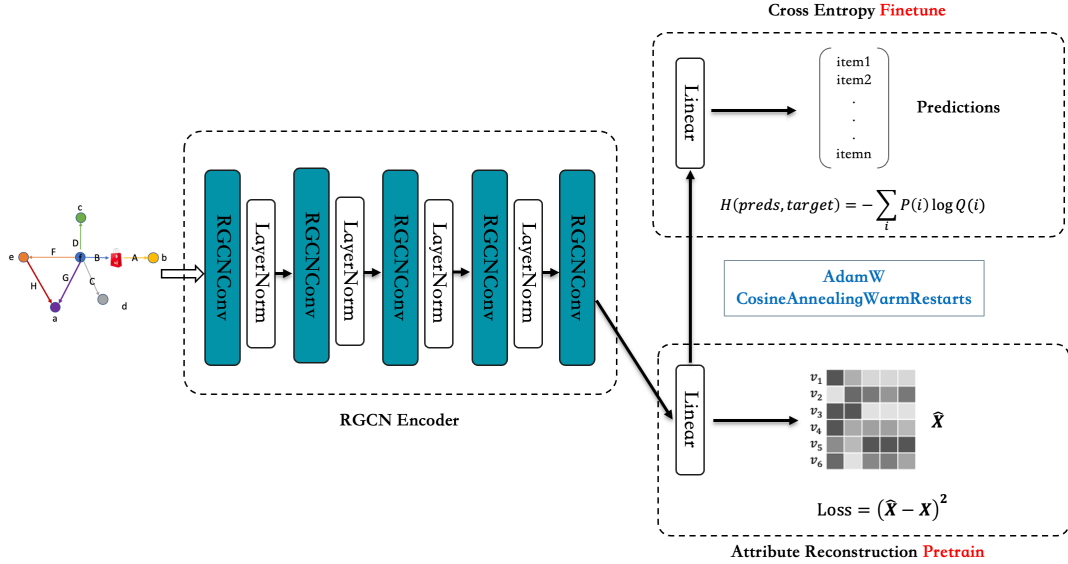 Cross Entropy Finetune
Linear
item1
item2
.
.
.
itemn
Predictions
H(preds, target) = −∑ P(i) log Q(i)
i
AdamW
CosineAnnealingWarmRestarts
c
D
e
F
f
B
A
b
H
G
C
a
d
RGCNConv
LayerNorm
RGCNConv
LayerNorm
RGCNConv
LayerNorm
RGCNConv
LayerNorm
RGCNConv
RGCN Encoder
Linear
v₁
v₂
v₃
v₄
v₅
v₆
X̂
Loss = (X̂ − X)²
Attribute Reconstruction Pretrain